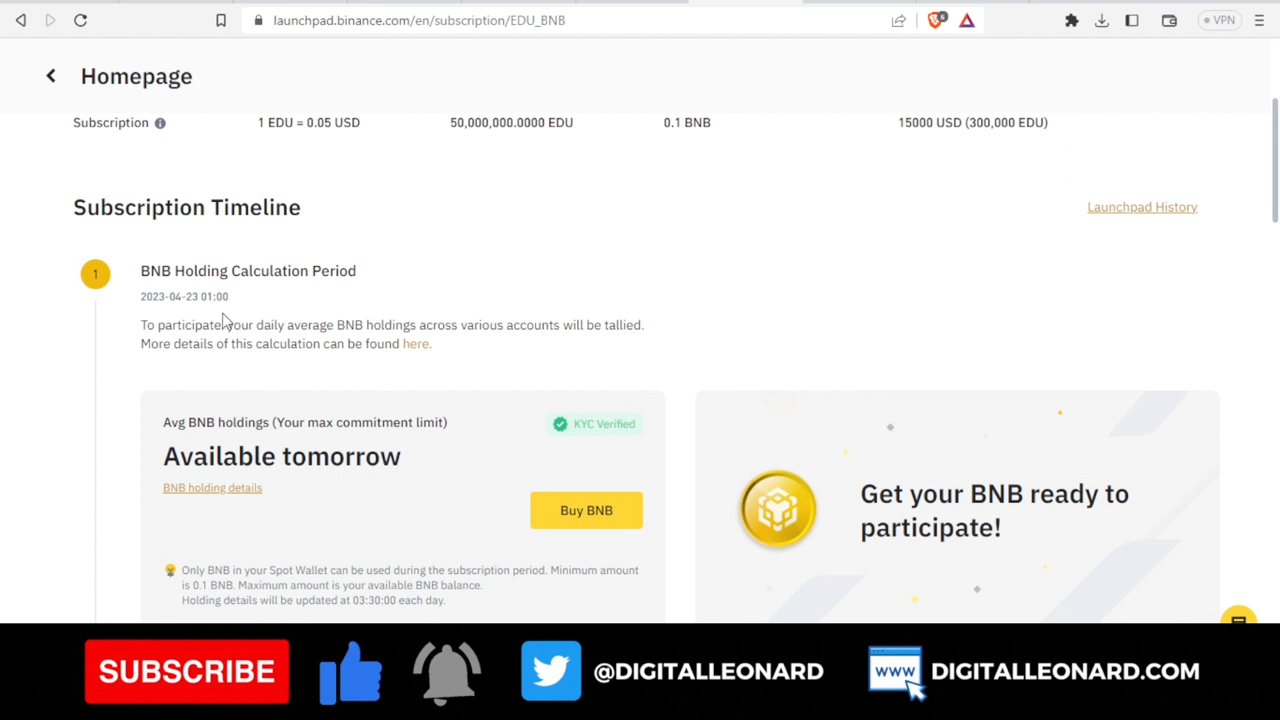 launchpad.binance.com/en/subscription/EDU_BNB
6
VPN
Homepage
Subscription 1 EDU = 0.05 USD 50,000,000.0000 EDU 0.1 BNB 15000 USD (300,000 EDU)
Subscription Timeline
Launchpad History
1
BNB Holding Calculation Period
2023-04-23 01:00
To participate your daily average BNB holdings across various accounts will be tallied.
More details of this calculation can be found here.
Avg BNB holdings (Your max commitment limit)
KYC Verified
Available tomorrow
BNB holding details
Buy BNB
Only BNB in your Spot Wallet can be used during the subscription period. Minimum amount
is 0.1 BNB. Maximum amount is your available BNB balance.
Holding details will be updated at 03:30:00 each day.
Get your BNB ready to
participate!
SUBSCRIBE
@DIGITALLEONARD
WWW
DIGITALLEONARD.COM